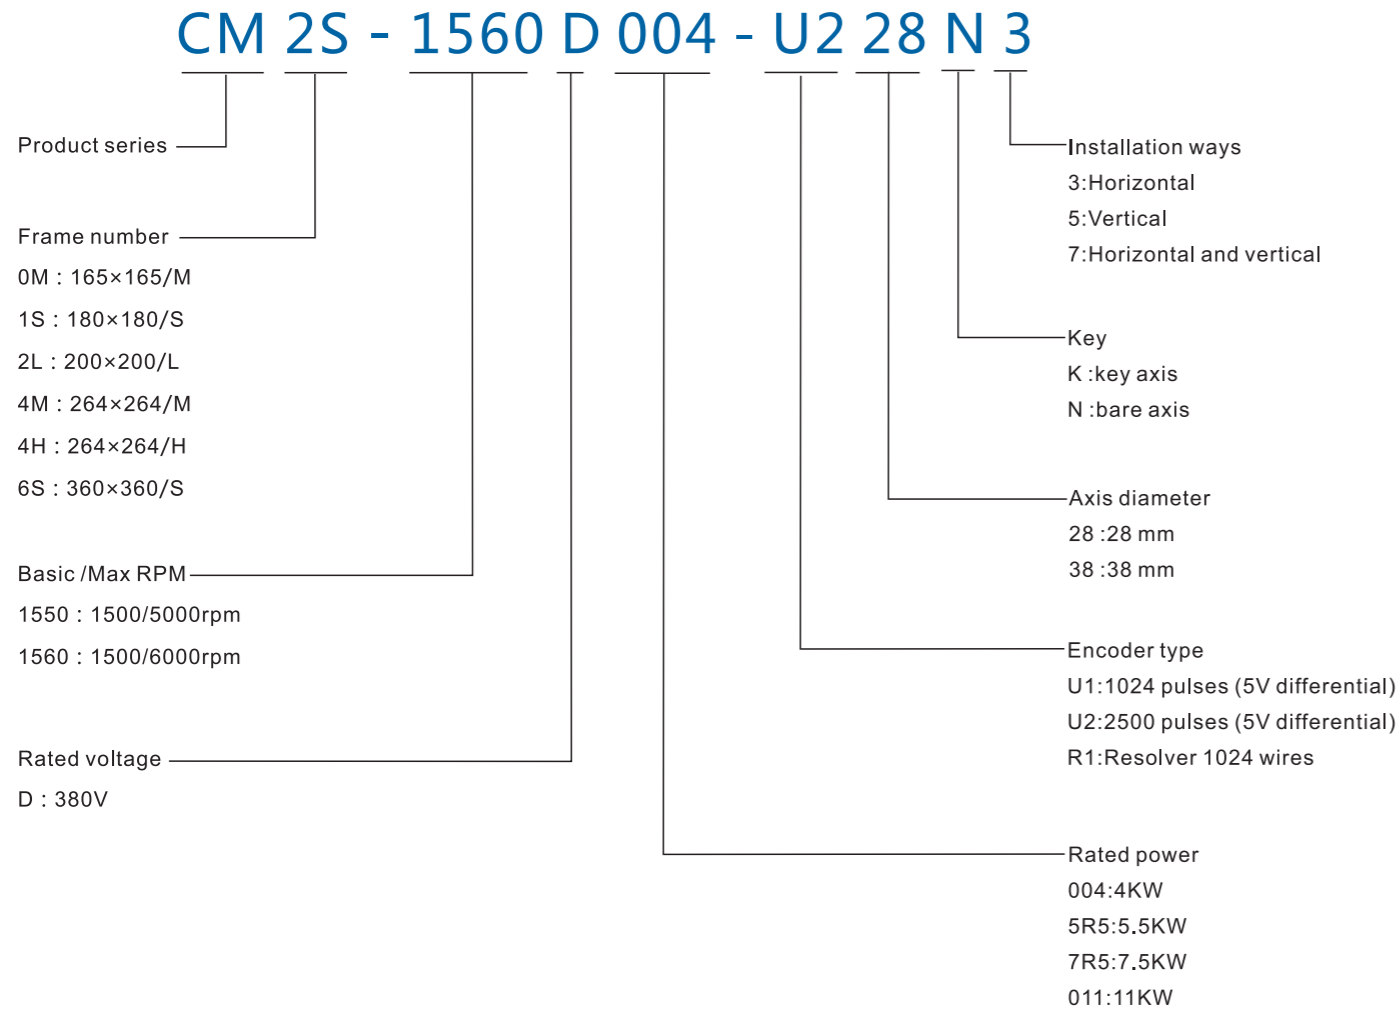 CM 2S - 1560 D 004 - U2 28 N 3
Product series
Frame number
0M : 165×165/M
1S : 180×180/S
2L : 200×200/L
4M : 264×264/M
4H : 264×264/H
6S : 360×360/S
Basic /Max RPM
1550 : 1500/5000rpm
1560 : 1500/6000rpm
Rated voltage
D : 380V
Installation ways
3:Horizontal
5:Vertical
7:Horizontal and vertical
Key
K :key axis
N :bare axis
Axis diameter
28 :28 mm
38 :38 mm
Encoder type
U1:1024 pulses (5V differential)
U2:2500 pulses (5V differential)
R1:Resolver 1024 wires
Rated power
004:4KW
5R5:5.5KW
7R5:7.5KW
011:11KW